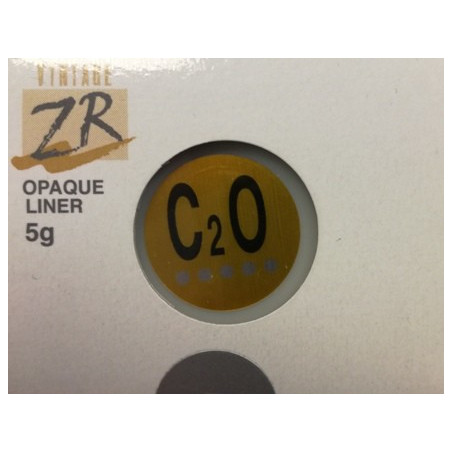 VINTAGE
ZR
OPAQUE
LINER
5g
C2O